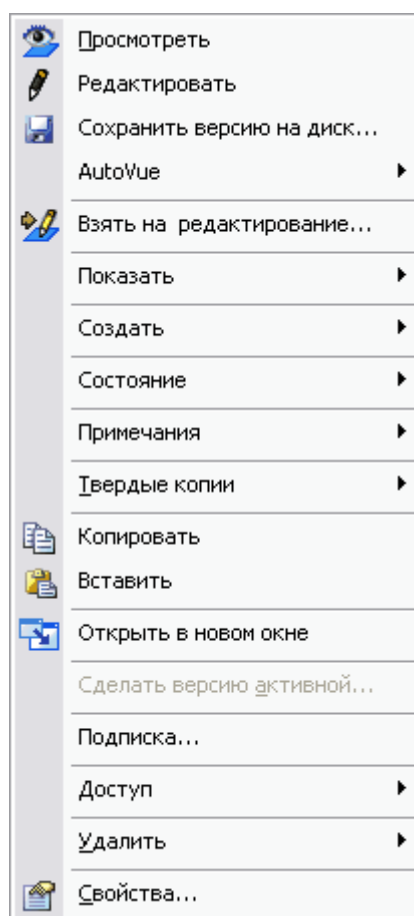 Просмотреть
Редактировать
Сохранить версию на диск...
AutoVue
Взять на редактирование...
Показать
Создать
Состояние
Примечания
Твердые копии
Копировать
Вставить
Открыть в новом окне
Сделать версию активной...
Подписка...
Доступ
Удалить
Свойства...